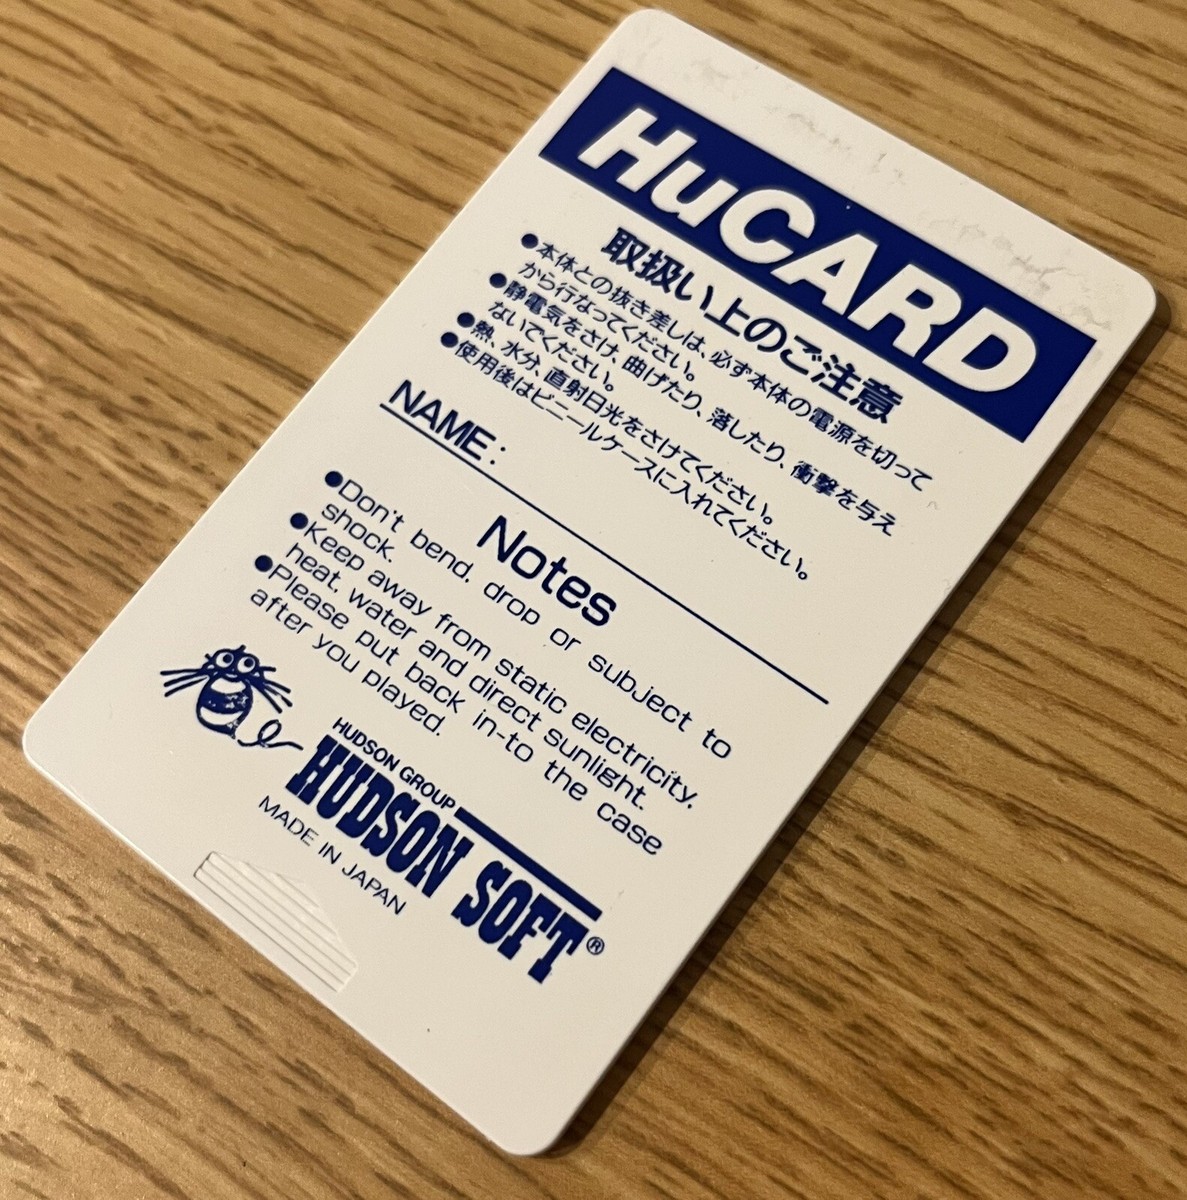 HuCARD
取扱い上のご注意
●本体との抜き差しは、必ず本体の電源を切って
から行なってください。
●静電気をさけ、曲げたり、落したり、衝撃を与え
ないでください。
●熱、水分、直射日光をさけてください。
●使用後はビニールケースに入れてください。
NAME:
Notes
●Don't bend, drop or subject to
shock.
●Keep away from static electricity,
heat, water and direct sunlight.
●Please put back in-to the case
after you played.
HUDSON GROUP
HUDSON SOFT®
MADE IN JAPAN